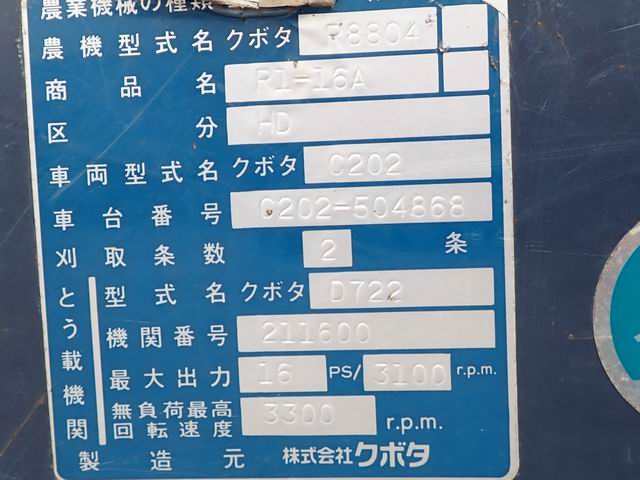 農業機械の種類
農機型式名 クボタ R8804
商品名 R1-16A
区分 HD
車両型式名 クボタ C202
車台番号 C202-504868
刈取条数 2 条
とう載機関
型式名 クボタ D722
機関番号 211600
最大出力 16 PS/ 3100 r.p.m.
無負荷最高
回転速度 3300 r.p.m.
製造元 株式会社クボタ